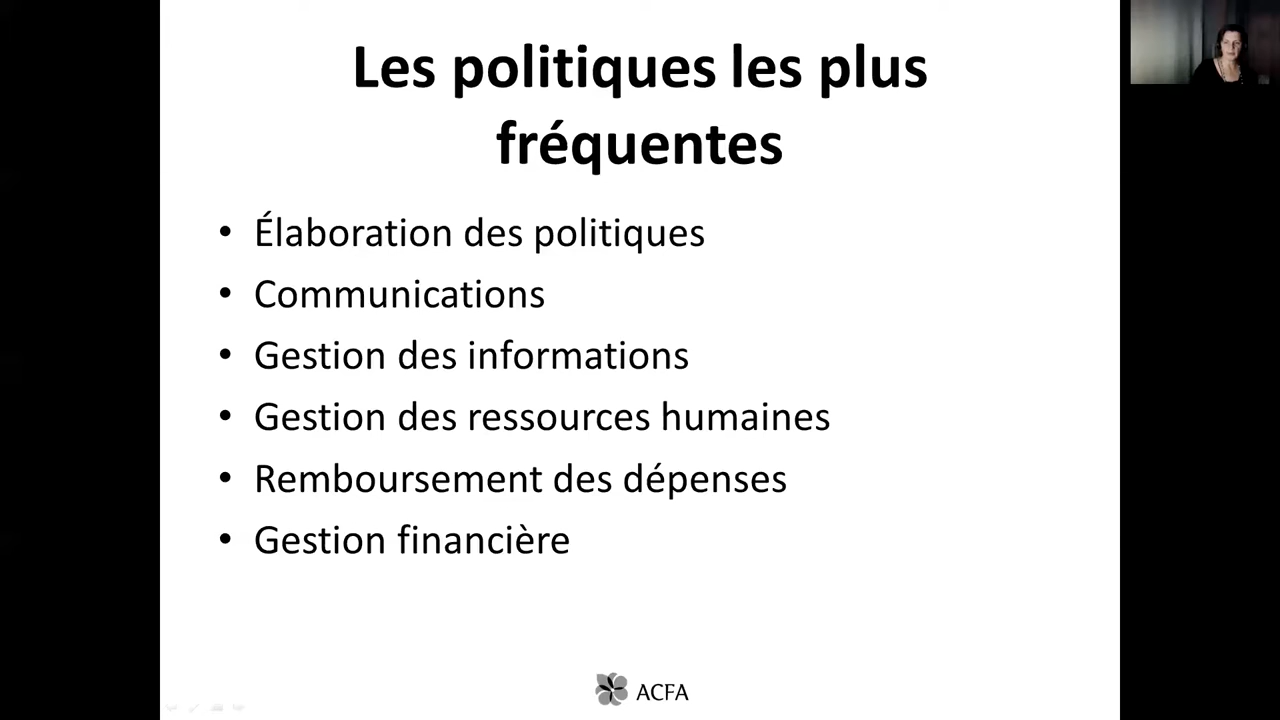 Les politiques les plus
fréquentes
• Élaboration des politiques
• Communications
• Gestion des informations
• Gestion des ressources humaines
• Remboursement des dépenses
• Gestion financière
ACFA